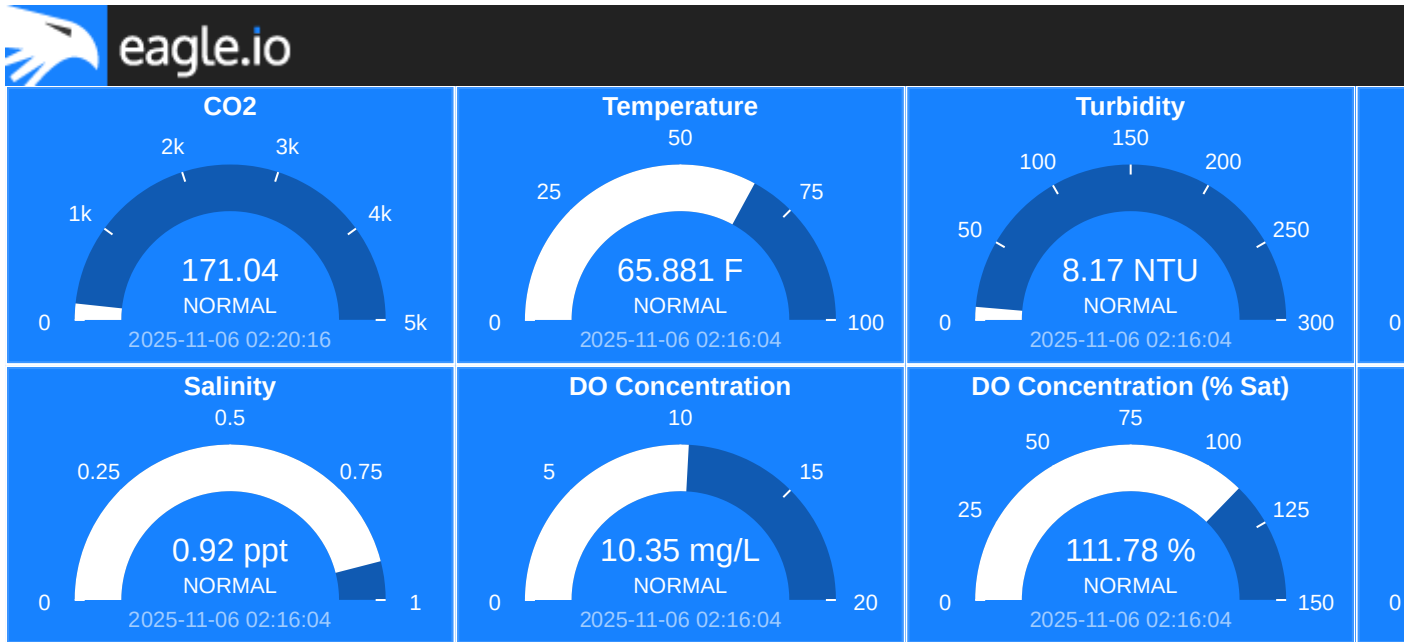 eagle.io
CO2
2k 3k
1k 4k
171.04
NORMAL
0 5k
2025-11-06 02:20:16
Temperature
50
25 75
65.881 F
NORMAL
0 100
2025-11-06 02:16:04
Turbidity
150
100 200
50 250
8.17 NTU
NORMAL
0 300
2025-11-06 02:16:04
0
Salinity
0.5
0.25 0.75
0.92 ppt
NORMAL
0 1
2025-11-06 02:16:04
DO Concentration
10
5 15
10.35 mg/L
NORMAL
0 20
2025-11-06 02:16:04
DO Concentration (% Sat)
75
50 100
25 125
111.78 %
NORMAL
0 150
2025-11-06 02:16:04
0